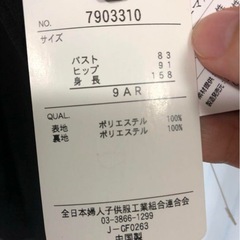 NO. 7903310
サイズ
バスト 83
ヒップ 91
身長 158
9AR
QUAL.
表地 ポリエステル 100%
裏地 ポリエステル 100%
全日本婦人子供服工業組合連合会
03-3866-1299
J-GF0263
中国製